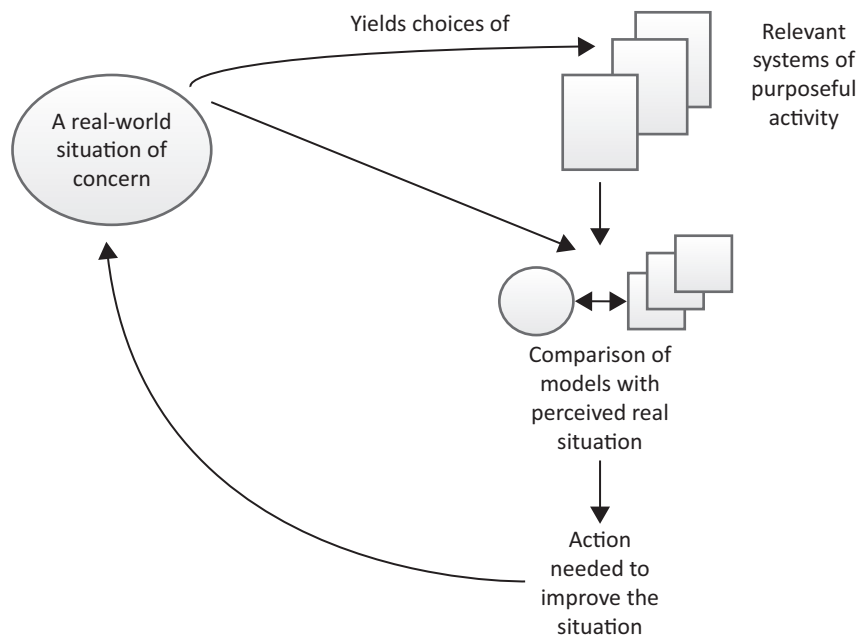 Yields choices of
Relevant
systems of
purposeful
activity
A real-world
situation of
concern
Comparison of
models with
perceived real
situation
Action
needed to
improve the
situation